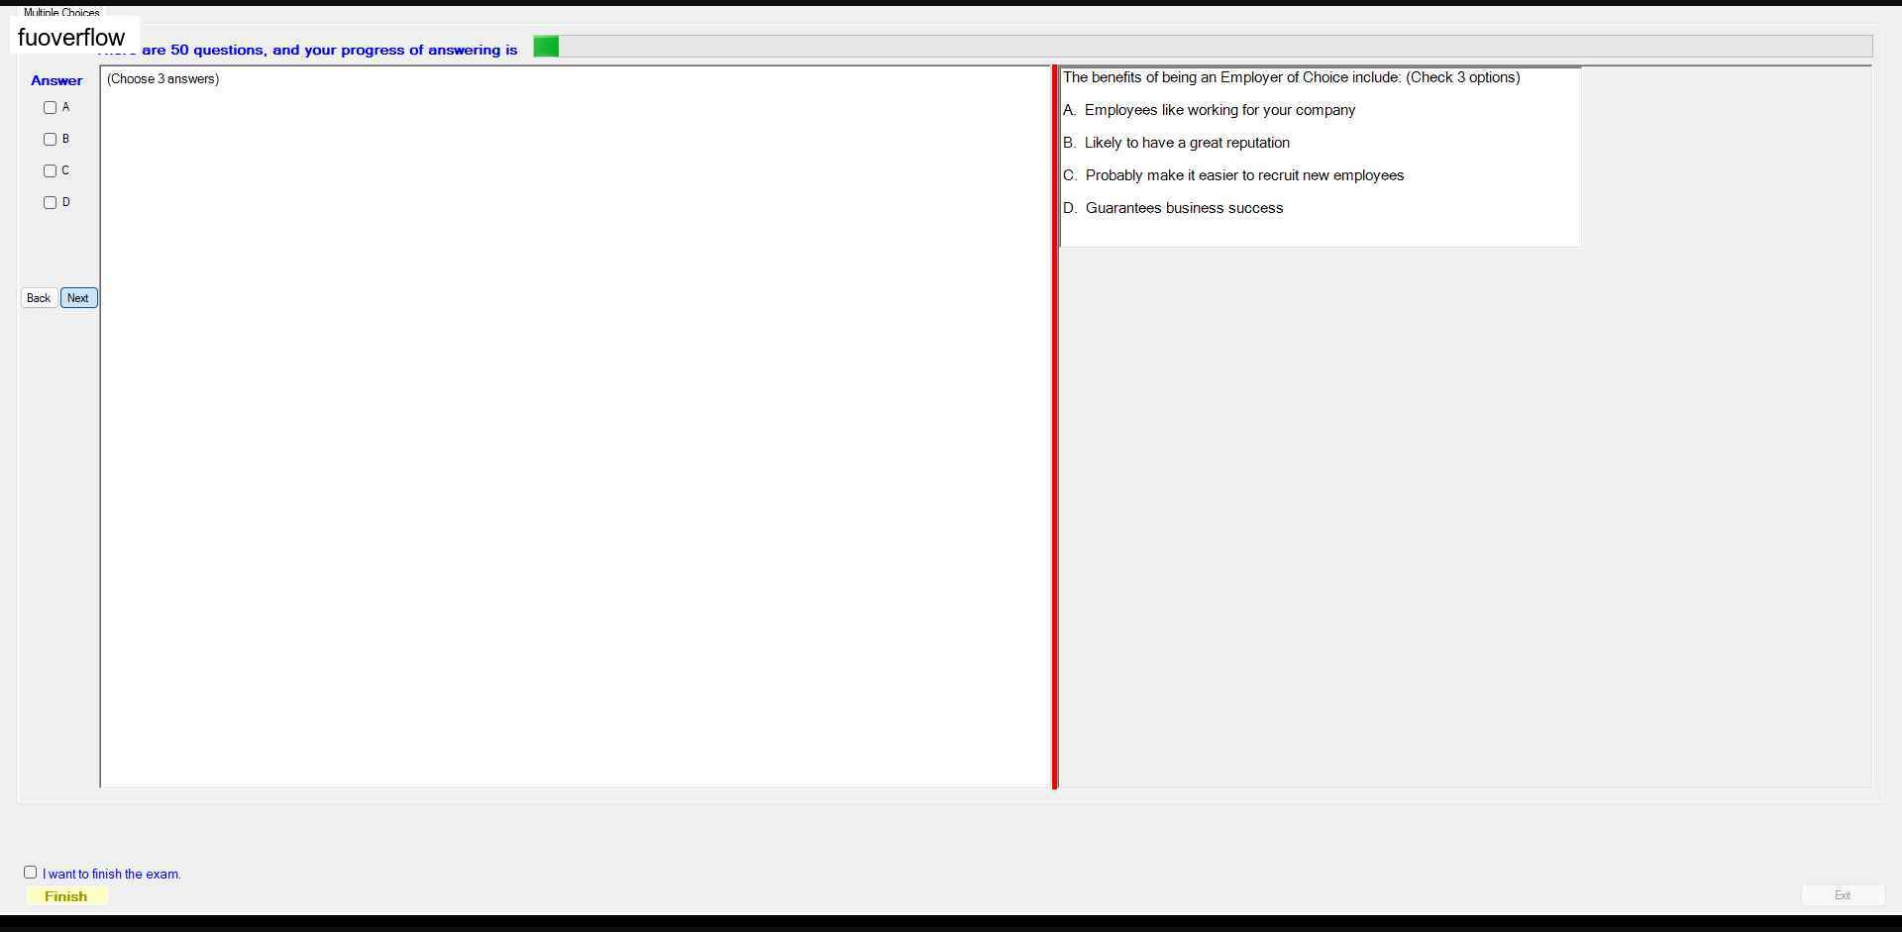 Multiple Choices
fuoverflow
are 50 questions, and your progress of answering is
Answer
(Choose 3 answers)
A
B
C
D
Back Next
The benefits of being an Employer of Choice include: (Check 3 options)
A. Employees like working for your company
B. Likely to have a great reputation
C. Probably make it easier to recruit new employees
D. Guarantees business success
I want to finish the exam.
Finish
Exit